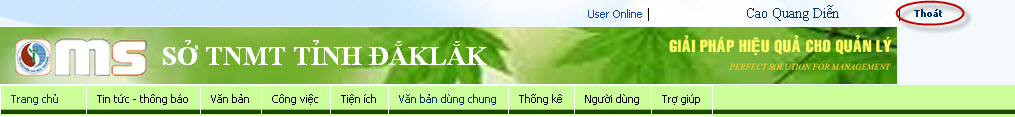 User Online | Cao Quang Diễn | Thoát
oms SỞ TNMT TỈNH ĐẮKLẮK GIẢI PHÁP HIỆU QUẢ CHO QUẢN LÝ
PERFECT SOLUTION FOR MANAGEMENT
Trang chủ Tin tức - thông báo Văn bản Công việc Tiện ích Văn bản dùng chung Thống kê Người dùng Trợ giúp